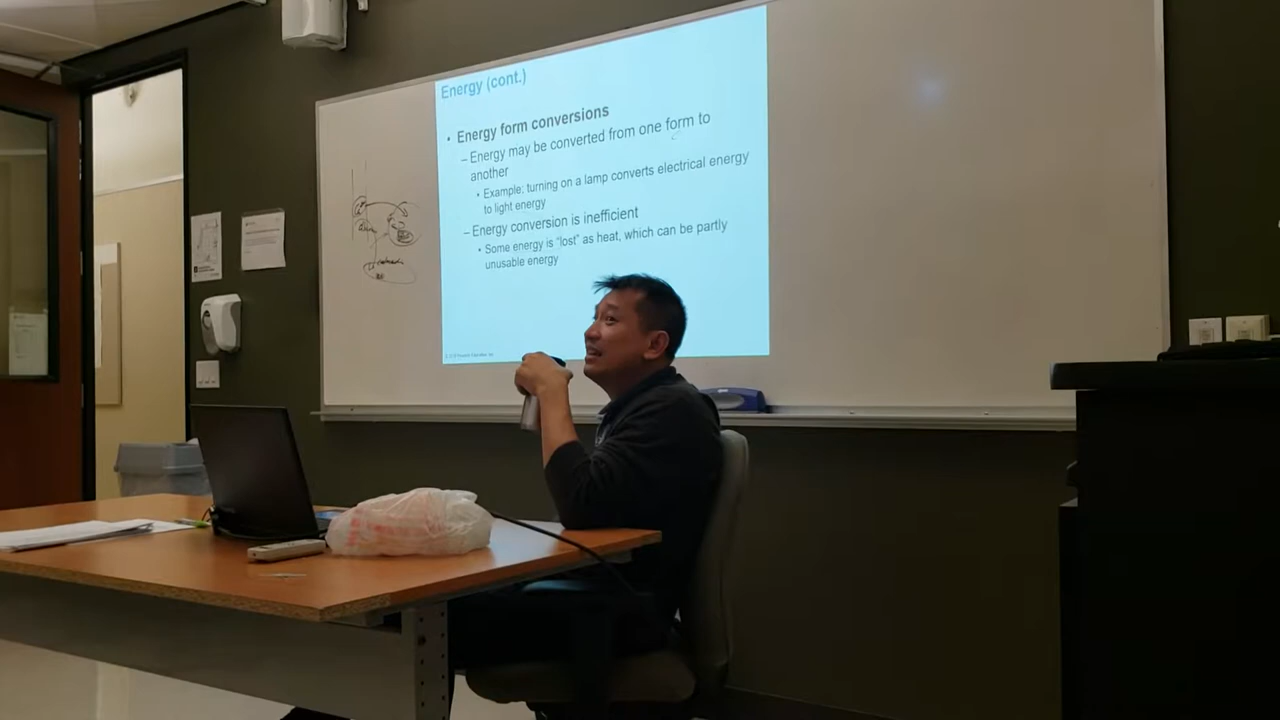 Energy (cont.)
• Energy form conversions
– Energy may be converted from one form to
another
• Example: turning on a lamp converts electrical energy
to light energy
– Energy conversion is inefficient
• Some energy is "lost" as heat, which can be partly
unusable energy